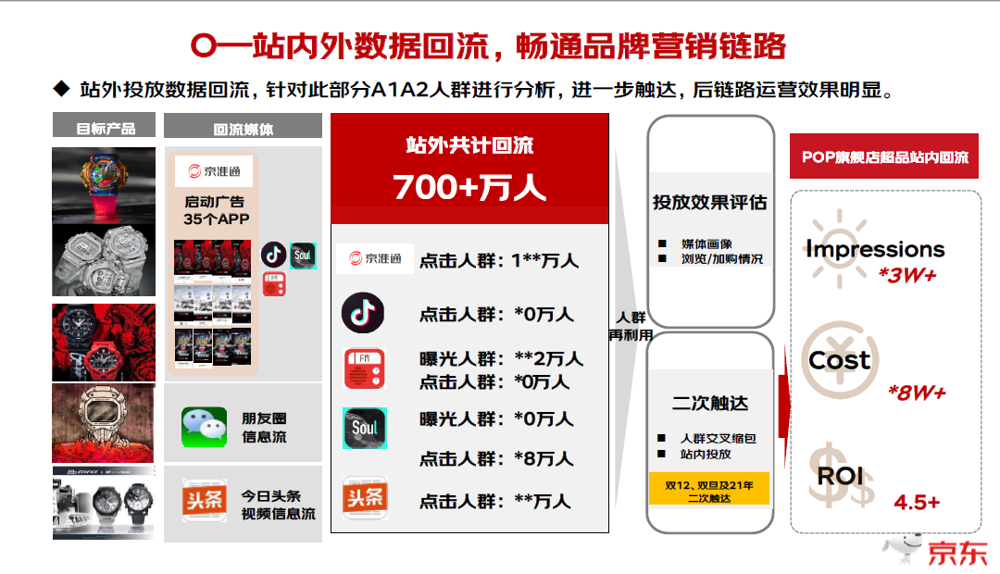 站内外数据回流，畅通品牌营销链路
◆ 站外投放数据回流，针对此部分A1A2人群进行分析，进一步触达，后链路运营效果明显。
目标产品
回流媒体
京准通
启动广告
35个APP
Soul
FM
朋友圈
信息流
头条
今日头条
视频信息流
EDIFICE
站外共计回流
700+万人
京准通
点击人群：1**万人
点击人群：*0万人
FM
曝光人群：**2万人
点击人群：*0万人
Soul
曝光人群：*0万人
点击人群：*8万人
头条
点击人群：**万人
人群
再利用
投放效果评估
■ 媒体画像
■ 浏览/加购情况
二次触达
■ 人群交叉缩包
■ 站内投放
双12、双旦及21年
二次触达
POP旗舰店超品站内回流
Impressions
*3W+
Cost
*8W+
ROI
4.5+
京东